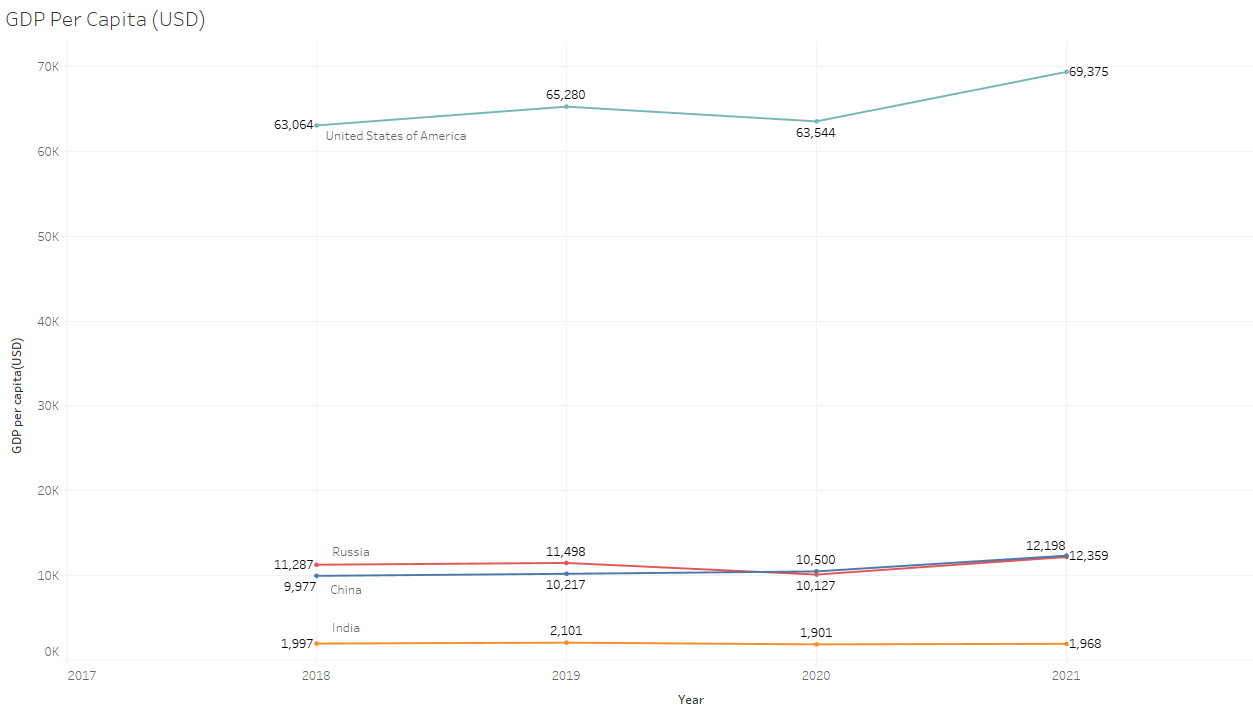 GDP Per Capita (USD)
70K
69,375
65,280
63,064
63,544
United States of America
60K
50K
40K
GDP per capita(USD)
30K
20K
12,198
Russia
11,498
12,359
10,500
11,287
10K
9,977
China
10,217
10,127
India
2,101
1,901
1,997
1,968
0K
2017
2018
2019
2020
2021
Year